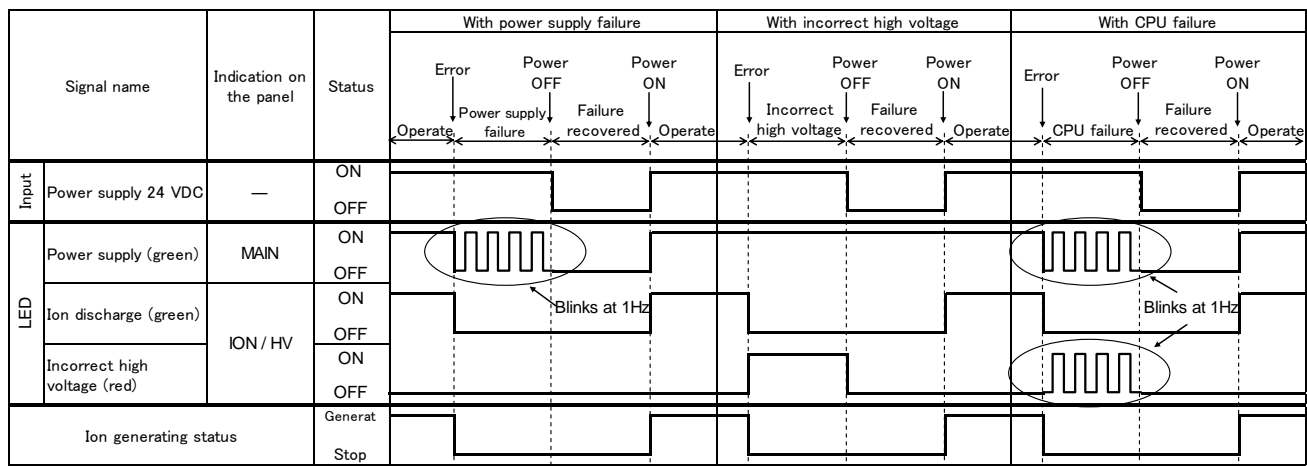 With power supply failure
With incorrect high voltage
With CPU failure
Signal name
Indication on
the panel
Status
Error
Power
OFF
Power
ON
Power supply
failure
Failure
recovered
Operate
Operate
Error
Power
OFF
Power
ON
Incorrect
high voltage
Failure
recovered
Operate
Error
Power
OFF
Power
ON
CPU failure
Failure
recovered
Operate
Input
Power supply 24 VDC
—
ON
OFF
LED
Power supply (green)
MAIN
ON
OFF
Ion discharge (green)
ION / HV
ON
OFF
Blinks at 1Hz
Blinks at 1Hz
Incorrect high
voltage (red)
ON
OFF
Ion generating status
Generat
Stop